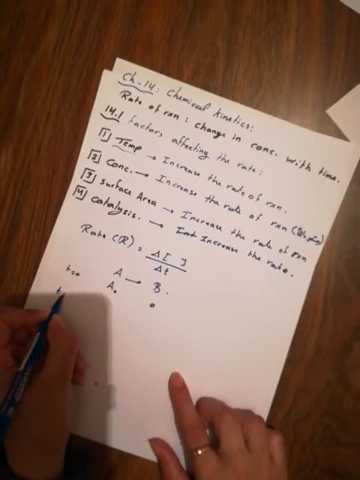 Ch-14: Chemical kinetics:
Rate of rxn: change in conc. with time.
14.1 factors affecting the rate:
1 Temp → Increase the rate of rxn.
2 Conc. → Increase the rate of rxn
3 Surface Area → Increase the rate of rxn
4 Catalysis. → Increase the rate.
Rate (R) = Δ[ ]
Δt
t=0 A → B.
t A. 0